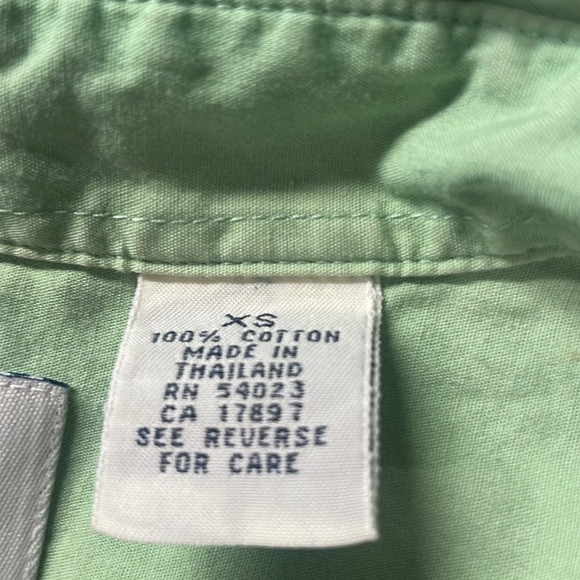 XS
100% COTTON
MADE IN
THAILAND
RN 54023
CA 17897
SEE REVERSE
FOR CARE